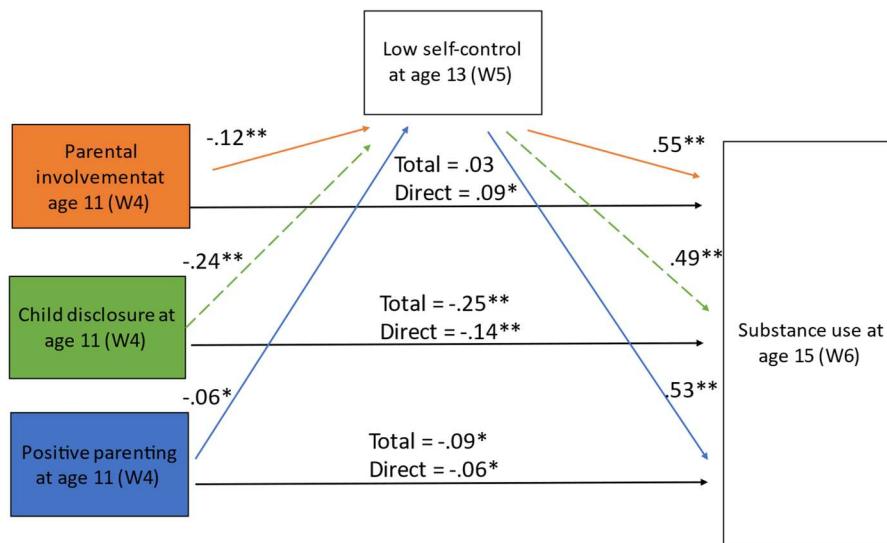 Low self-control
at age 13 (W5)
-.12**
.55**
Parental
involvementat
age 11 (W4)
Total = .03
Direct = .09*
-.24**
.49**
Child disclosure at
age 11 (W4)
Total = -.25**
Direct = -.14**
Substance use at
age 15 (W6)
-.06*
.53**
Positive parenting
at age 11 (W4)
Total = -.09*
Direct = -.06*